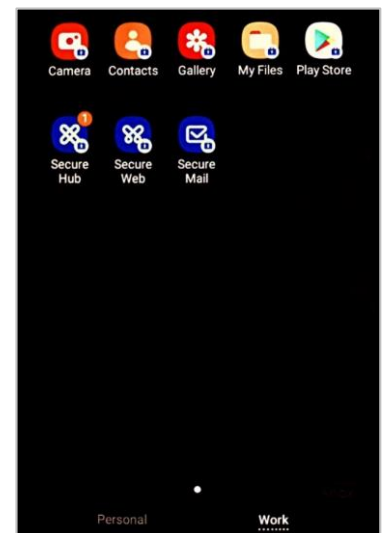 Camera Contacts Gallery My Files Play Store
1
Secure Secure Secure
Hub Web Mail
Personal Work